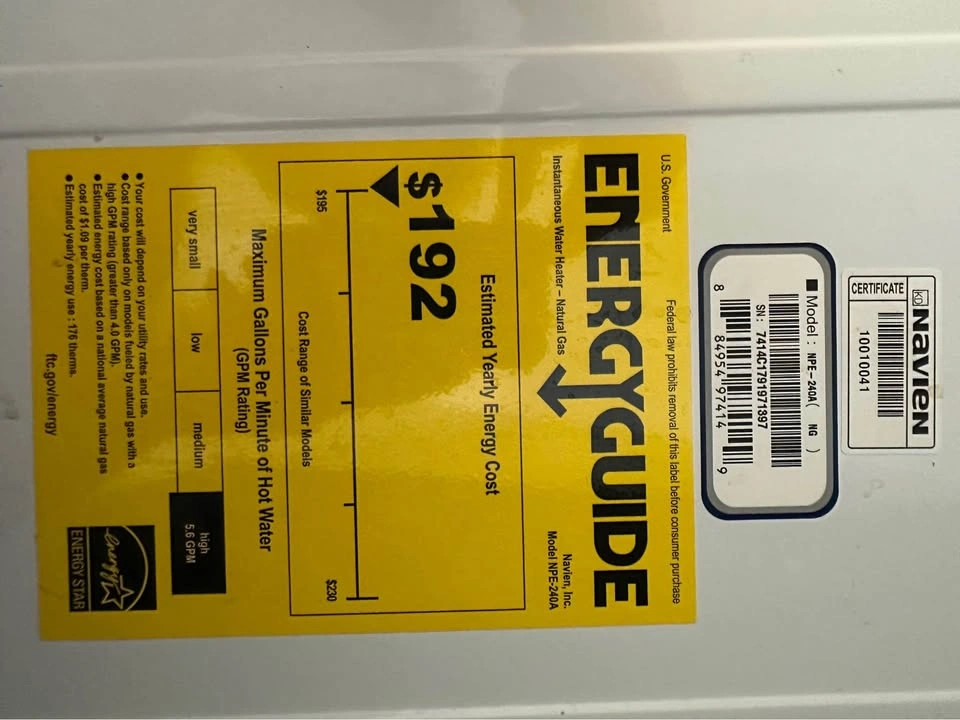 KD NAVIEN
CERTIFICATE
10010041
■ Model : NPE-240A( NG )
SN: 7414C1791971397
8 84954 97414 9
U.S. Government
Federal law prohibits removal of this label before consumer purchase
ENERGYGUIDE
Instantaneous Water Heater – Natural Gas
Navien, Inc.
Model NPE-240A
Estimated Yearly Energy Cost
$192
$195
$230
Cost Range of Similar Models
Maximum Gallons Per Minute of Hot Water
(GPM Rating)
very small
low
medium
high
5.6 GPM
● Your cost will depend on your utility rates and use.
● Cost range based only on models fueled by natural gas with a
high GPM rating (greater than 4.0 GPM).
● Estimated energy cost based on a national average natural gas
cost of $1.09 per therm.
● Estimated yearly energy use : 176 therms.
ftc.gov/energy
energy
ENERGY STAR